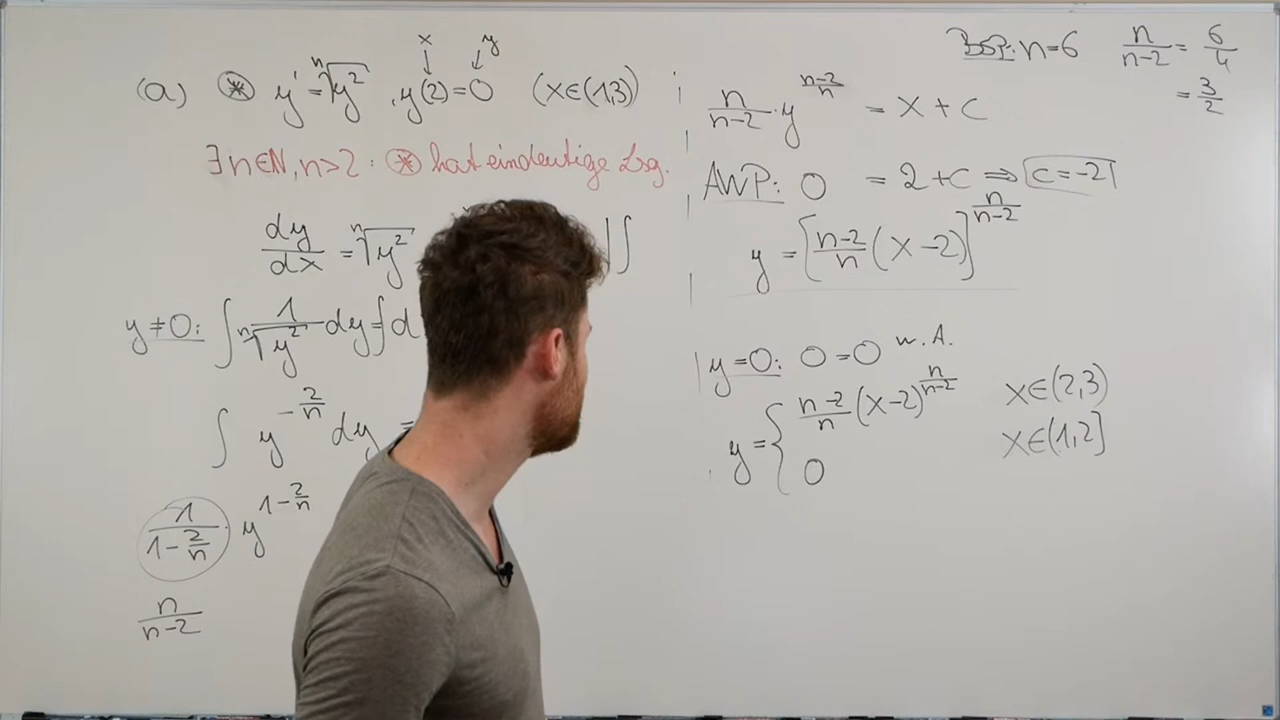 x y
(a) ⊛ y' = ⁿ√y² , y(2)=0 (x∈(1,3))
∃n∈ℕ, n>2 : ⊛ hat eindeutige Lsg.
dy/dx = ⁿ√y² | ∫
y≠0: ∫ 1/ⁿ√y² dy = ∫ d
∫ y^(-2/n) dy =
1/(1-2/n) · y^(1-2/n)
n/(n-2)
BSP: n=6 n/(n-2) = 6/4
= 3/2
n/(n-2) · y^((n-2)/n) = x + c
AWP: 0 = 2+c ⇒ c=-2
y = [(n-2)/n (x-2)]^(n/(n-2))
y=0: 0=0 w.A.
y = { (n-2)/n (x-2)^(n/(n-2)) x∈(2,3)
0 x∈(1,2]